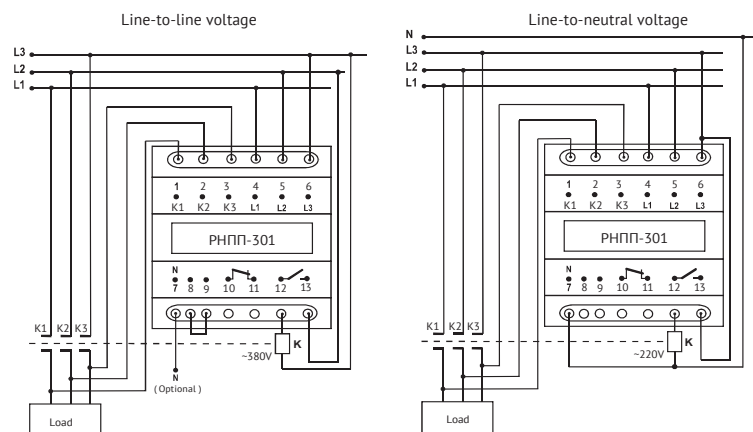 Line-to-line voltage
L3
L2
L1
1 2 3 4 5 6
K1 K2 K3 L1 L2 L3
РНПП-301
N
7 8 9 10 11 12 13
K1 K2 K3
K
~380V
N
( Optional )
Load
Line-to-neutral voltage
N
L3
L2
L1
1 2 3 4 5 6
K1 K2 K3 L1 L2 L3
РНПП-301
N
7 8 9 10 11 12 13
K1 K2 K3
K
~220V
Load